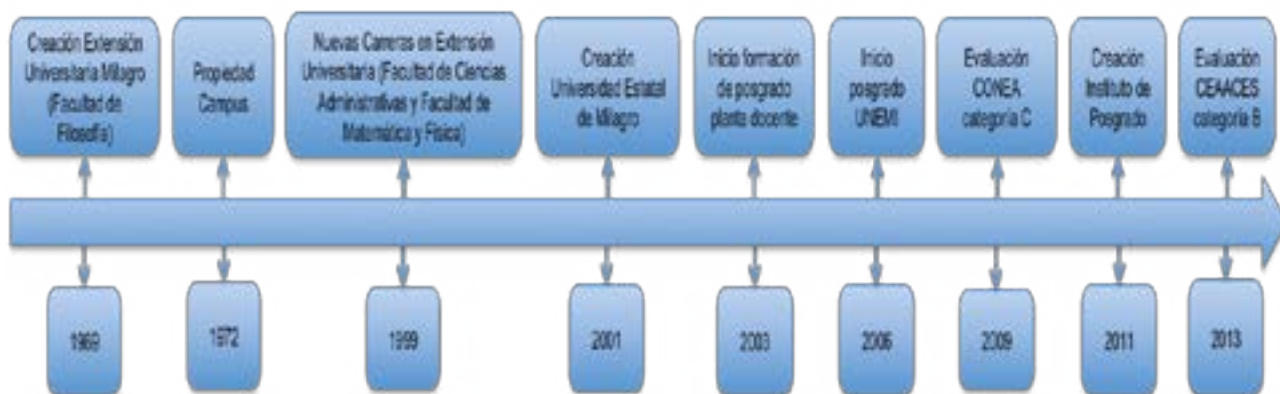 Creación Extensión
Universitaria Milagro
(Facultad de
Filosofía)
Propiedad
Campus
Nuevas Carreras en Extensión
Universitaria (Facultad de Ciencias
Administrativas y Facultad de
Matemática y Física)
Creación
Universidad Estatal
de Milagro
Inicio formación
de posgrado
planta docente
Inicio
posgrado
UNEMI
Evaluación
CONEA
categoría C
Creación
Instituto de
Posgrado
Evaluación
CEAACES
categoría B
1969
1972
1999
2001
2003
2006
2009
2011
2013